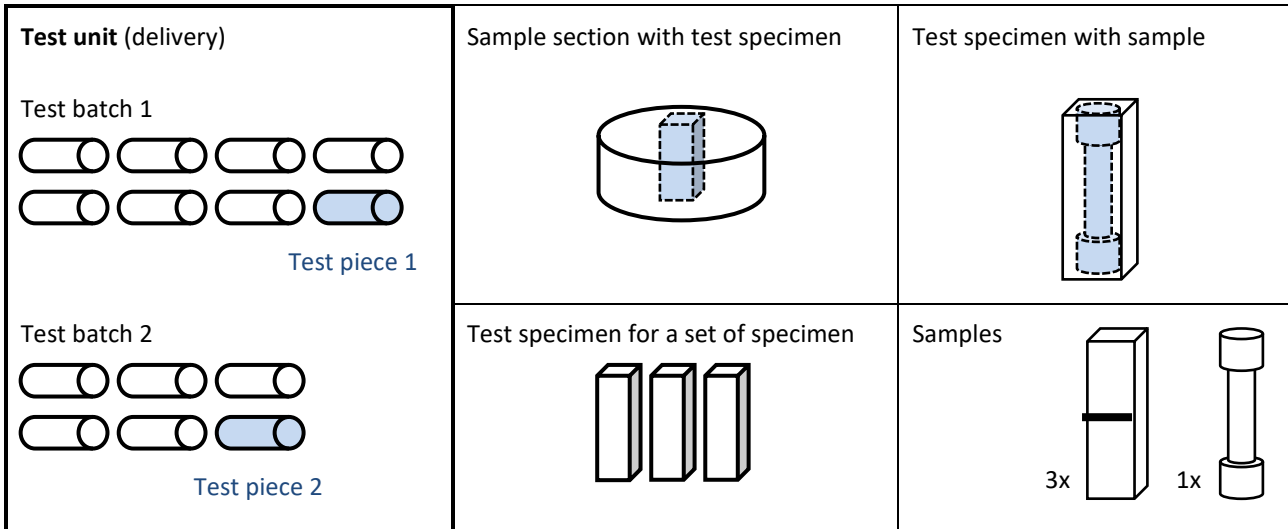 Test unit (delivery)
Test batch 1
Test piece 1
Test batch 2
Test piece 2
Sample section with test specimen
Test specimen with sample
Test specimen for a set of specimen
Samples
3x
1x